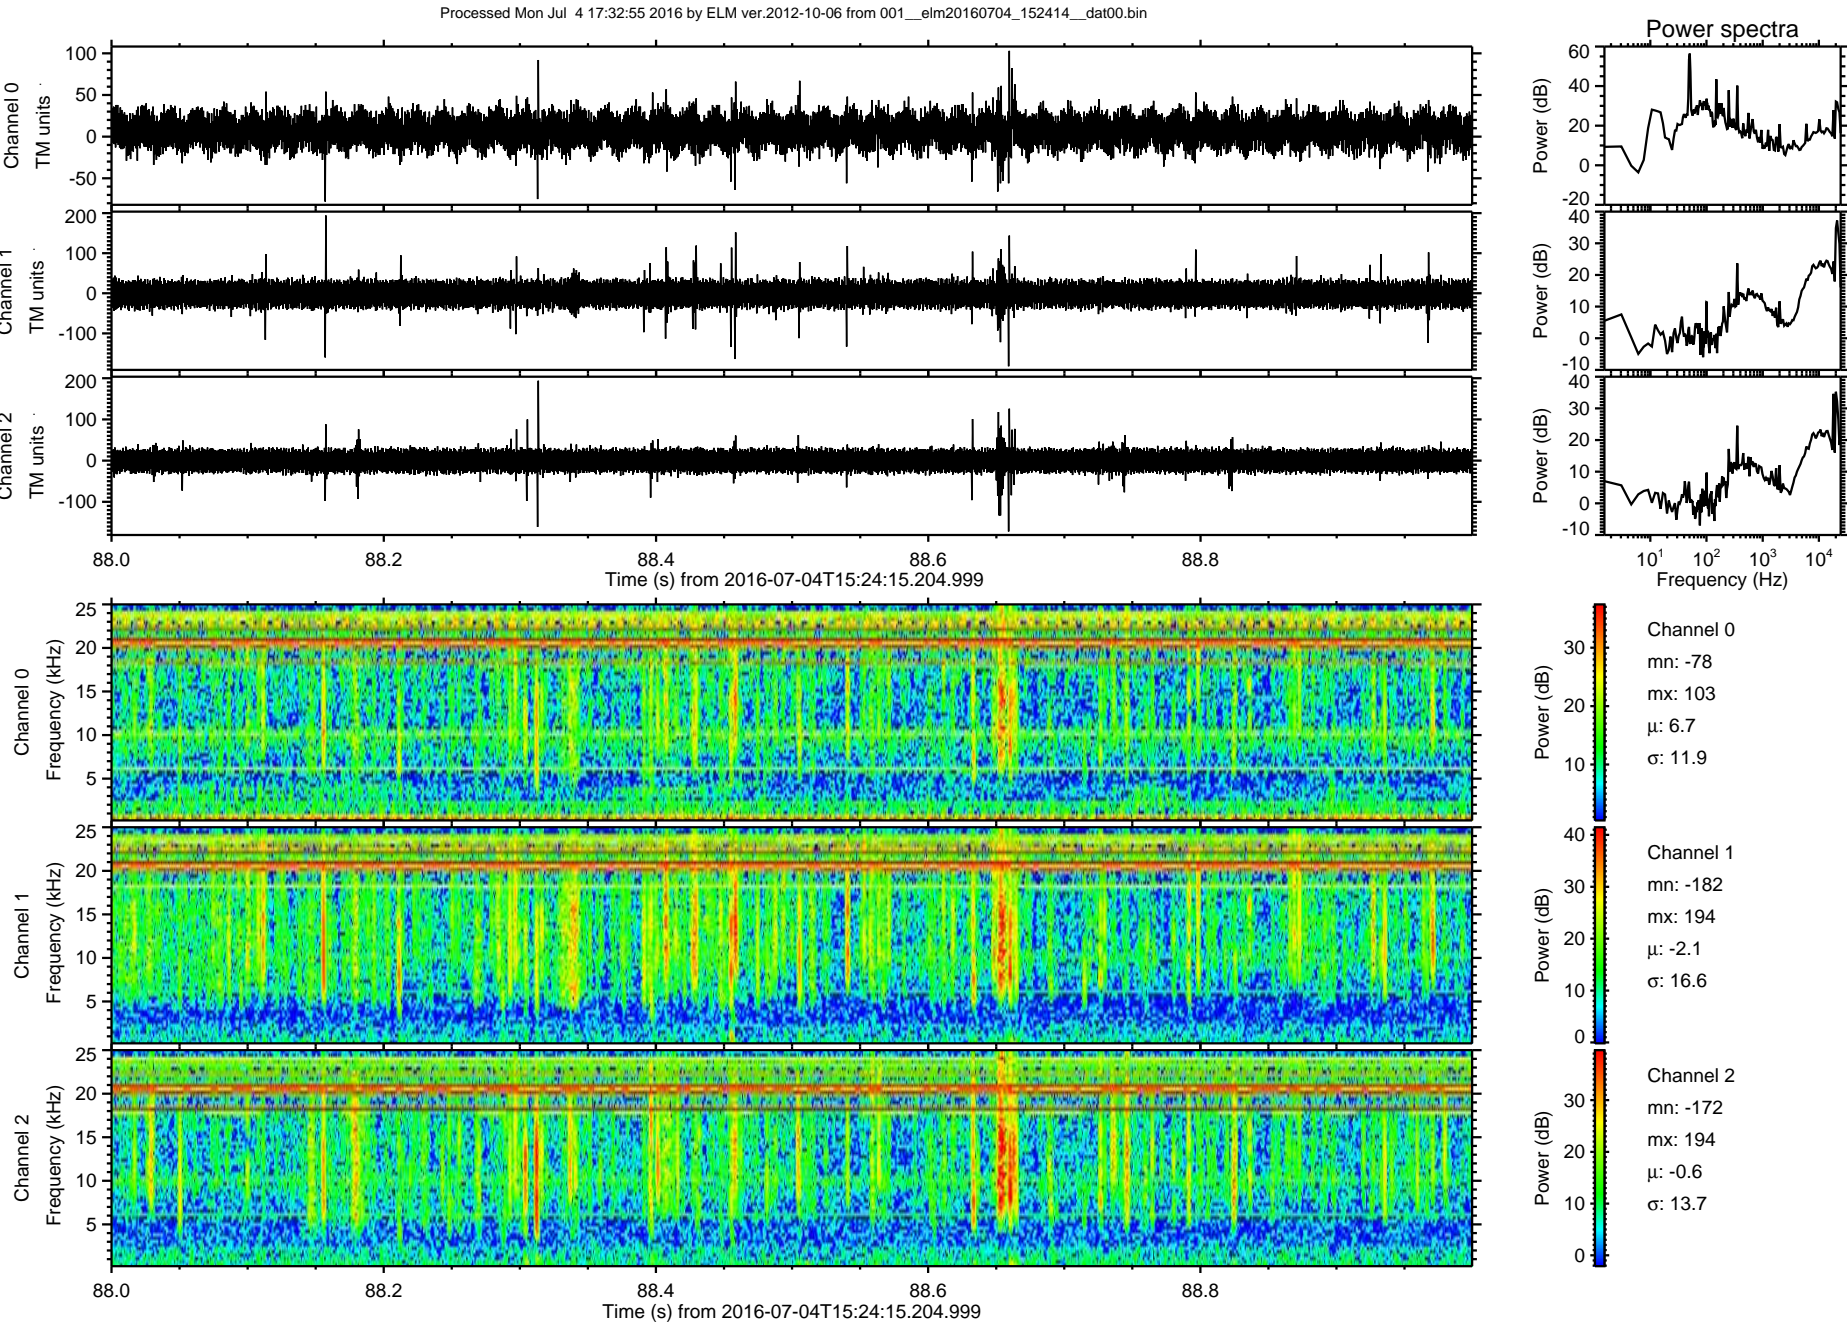 Processed Mon Jul  4 17:32:55 2016 by ELM ver.2012-10-06 from 001__elm20160704_152414__dat00.bin
Power spectra
Channel 0
TM units
100
50
0
-50
Power (dB)
60
40
20
0
-20
Channel 1
TM units
200
100
0
-100
Power (dB)
40
30
20
10
0
-10
Channel 2
TM units
200
100
0
-100
Power (dB)
40
30
20
10
0
-10
88.0 88.2 88.4 88.6 88.8
Time (s) from 2016-07-04T15:24:15.204.999
10^1 10^2 10^3 10^4
Frequency (Hz)
Channel 0
Frequency (kHz)
25
20
15
10
5
Power (dB)
30
20
10
Channel 0
mn: -78
mx: 103
μ: 6.7
σ: 11.9
Channel 1
Frequency (kHz)
25
20
15
10
5
Power (dB)
40
30
20
10
0
Channel 1
mn: -182
mx: 194
μ: -2.1
σ: 16.6
Channel 2
Frequency (kHz)
25
20
15
10
5
Power (dB)
30
20
10
0
Channel 2
mn: -172
mx: 194
μ: -0.6
σ: 13.7
88.0 88.2 88.4 88.6 88.8
Time (s) from 2016-07-04T15:24:15.204.999